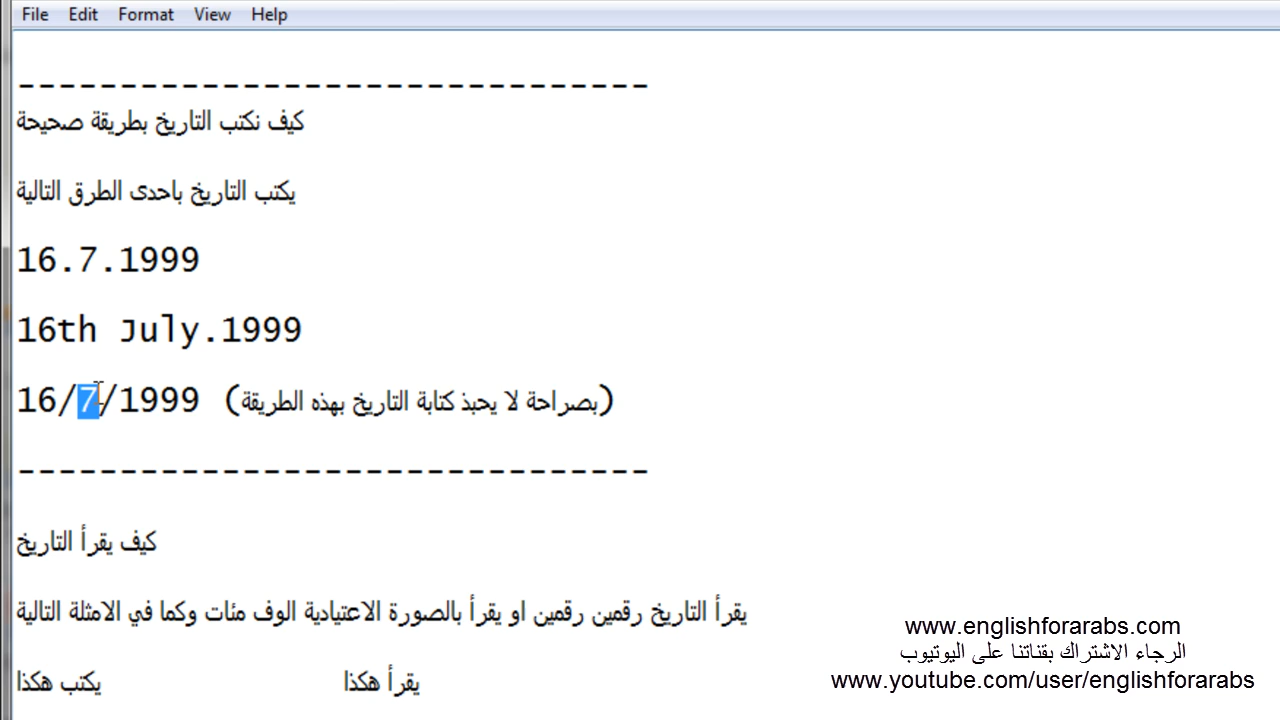 File Edit Format View Help
--------------------------------
كيف نكتب التاريخ بطريقة صحيحة
يكتب التاريخ باحدى الطرق التالية
16.7.1999
16th July.1999
16/7/1999 (بصراحة لا يحبذ كتابة التاريخ بهذه الطريقة)
--------------------------------
كيف يقرأ التاريخ
يقرأ التاريخ رقمين رقمين او يقرأ بالصورة الاعتيادية الوف مئات وكما في الامثلة التالية
يكتب هكذا يقرأ هكذا
www.englishforarabs.com
الرجاء الاشتراك بقناتنا على اليوتيوب
www.youtube.com/user/englishforarabs